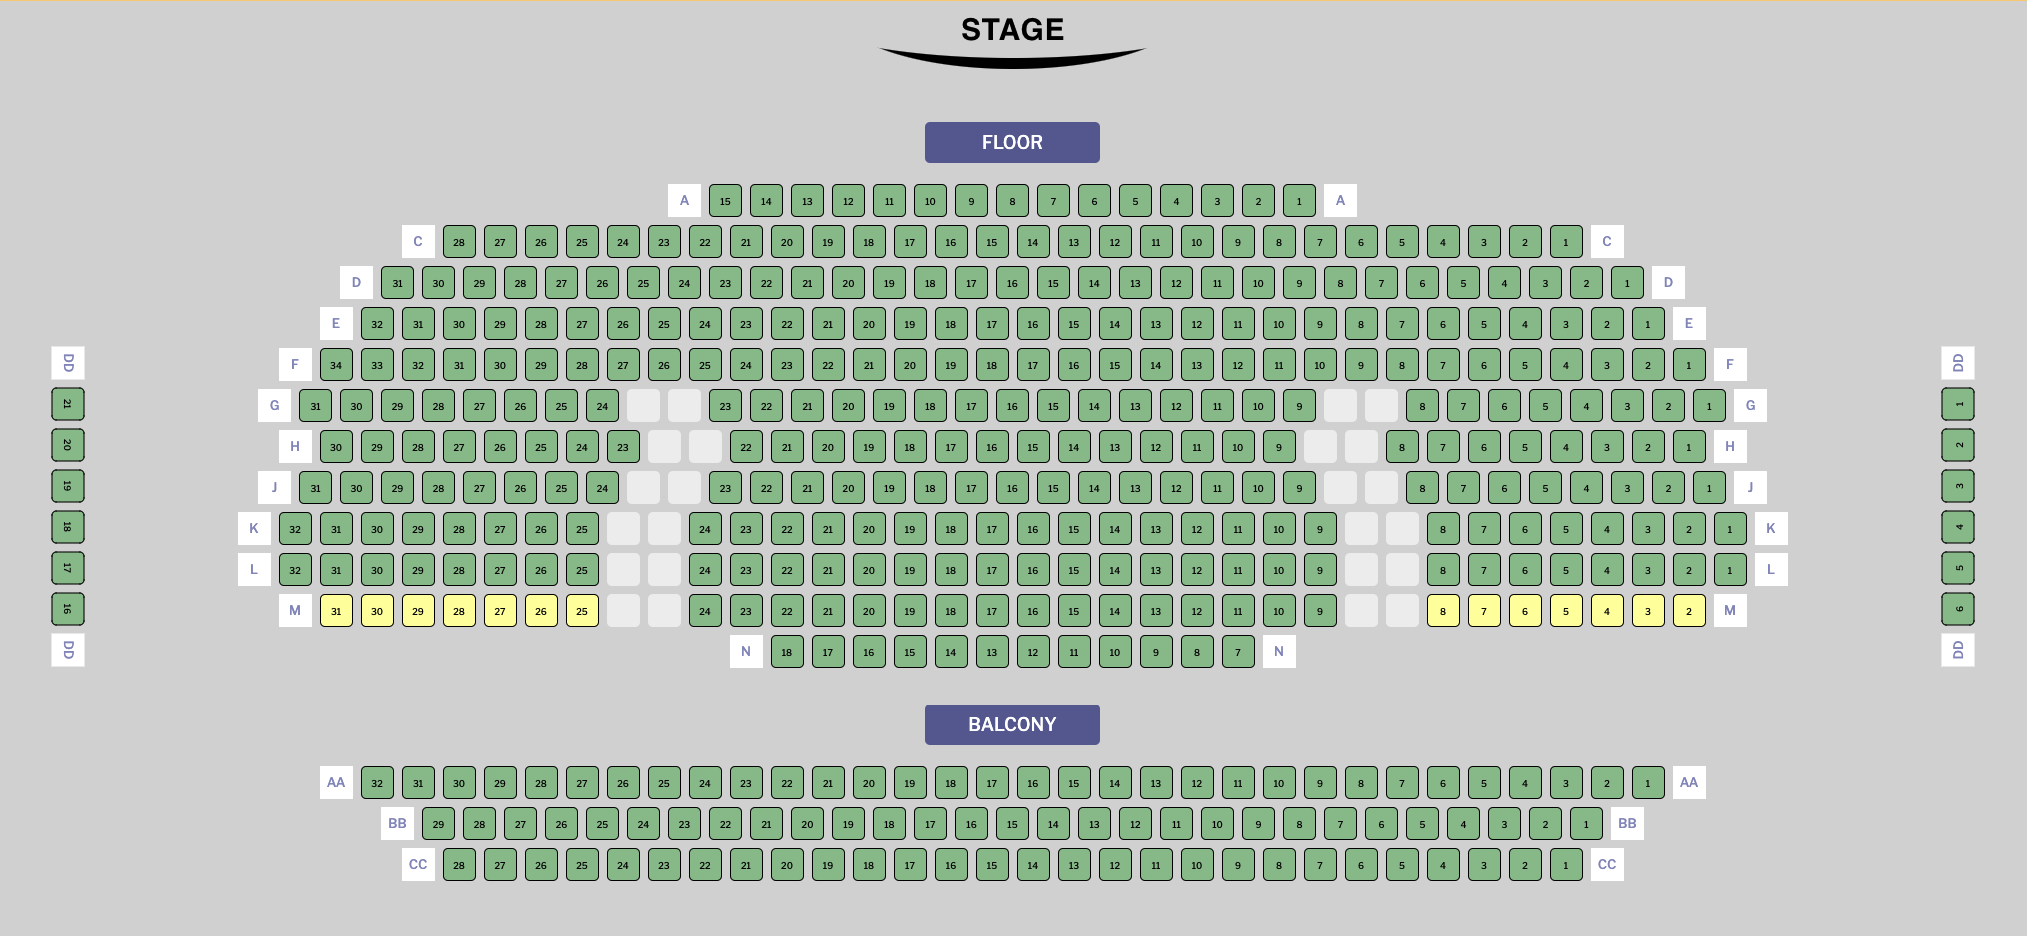 STAGE
FLOOR
A 15 14 13 12 11 10 9 8 7 6 5 4 3 2 1 A
C 28 27 26 25 24 23 22 21 20 19 18 17 16 15 14 13 12 11 10 9 8 7 6 5 4 3 2 1 C
D 31 30 29 28 27 26 25 24 23 22 21 20 19 18 17 16 15 14 13 12 11 10 9 8 7 6 5 4 3 2 1 D
E 32 31 30 29 28 27 26 25 24 23 22 21 20 19 18 17 16 15 14 13 12 11 10 9 8 7 6 5 4 3 2 1 E
F 34 33 32 31 30 29 28 27 26 25 24 23 22 21 20 19 18 17 16 15 14 13 12 11 10 9 8 7 6 5 4 3 2 1 F
G 31 30 29 28 27 26 25 24 23 22 21 20 19 18 17 16 15 14 13 12 11 10 9 8 7 6 5 4 3 2 1 G
H 30 29 28 27 26 25 24 23 22 21 20 19 18 17 16 15 14 13 12 11 10 9 8 7 6 5 4 3 2 1 H
J 31 30 29 28 27 26 25 24 23 22 21 20 19 18 17 16 15 14 13 12 11 10 9 8 7 6 5 4 3 2 1 J
K 32 31 30 29 28 27 26 25 24 23 22 21 20 19 18 17 16 15 14 13 12 11 10 9 8 7 6 5 4 3 2 1 K
L 32 31 30 29 28 27 26 25 24 23 22 21 20 19 18 17 16 15 14 13 12 11 10 9 8 7 6 5 4 3 2 1 L
M 31 30 29 28 27 26 25 24 23 22 21 20 19 18 17 16 15 14 13 12 11 10 9 8 7 6 5 4 3 2 M
N 18 17 16 15 14 13 12 11 10 9 8 7 N
DD 21 20 19 18 17 16 DD
DD 1 2 3 4 5 6 DD
BALCONY
AA 32 31 30 29 28 27 26 25 24 23 22 21 20 19 18 17 16 15 14 13 12 11 10 9 8 7 6 5 4 3 2 1 AA
BB 29 28 27 26 25 24 23 22 21 20 19 18 17 16 15 14 13 12 11 10 9 8 7 6 5 4 3 2 1 BB
CC 28 27 26 25 24 23 22 21 20 19 18 17 16 15 14 13 12 11 10 9 8 7 6 5 4 3 2 1 CC